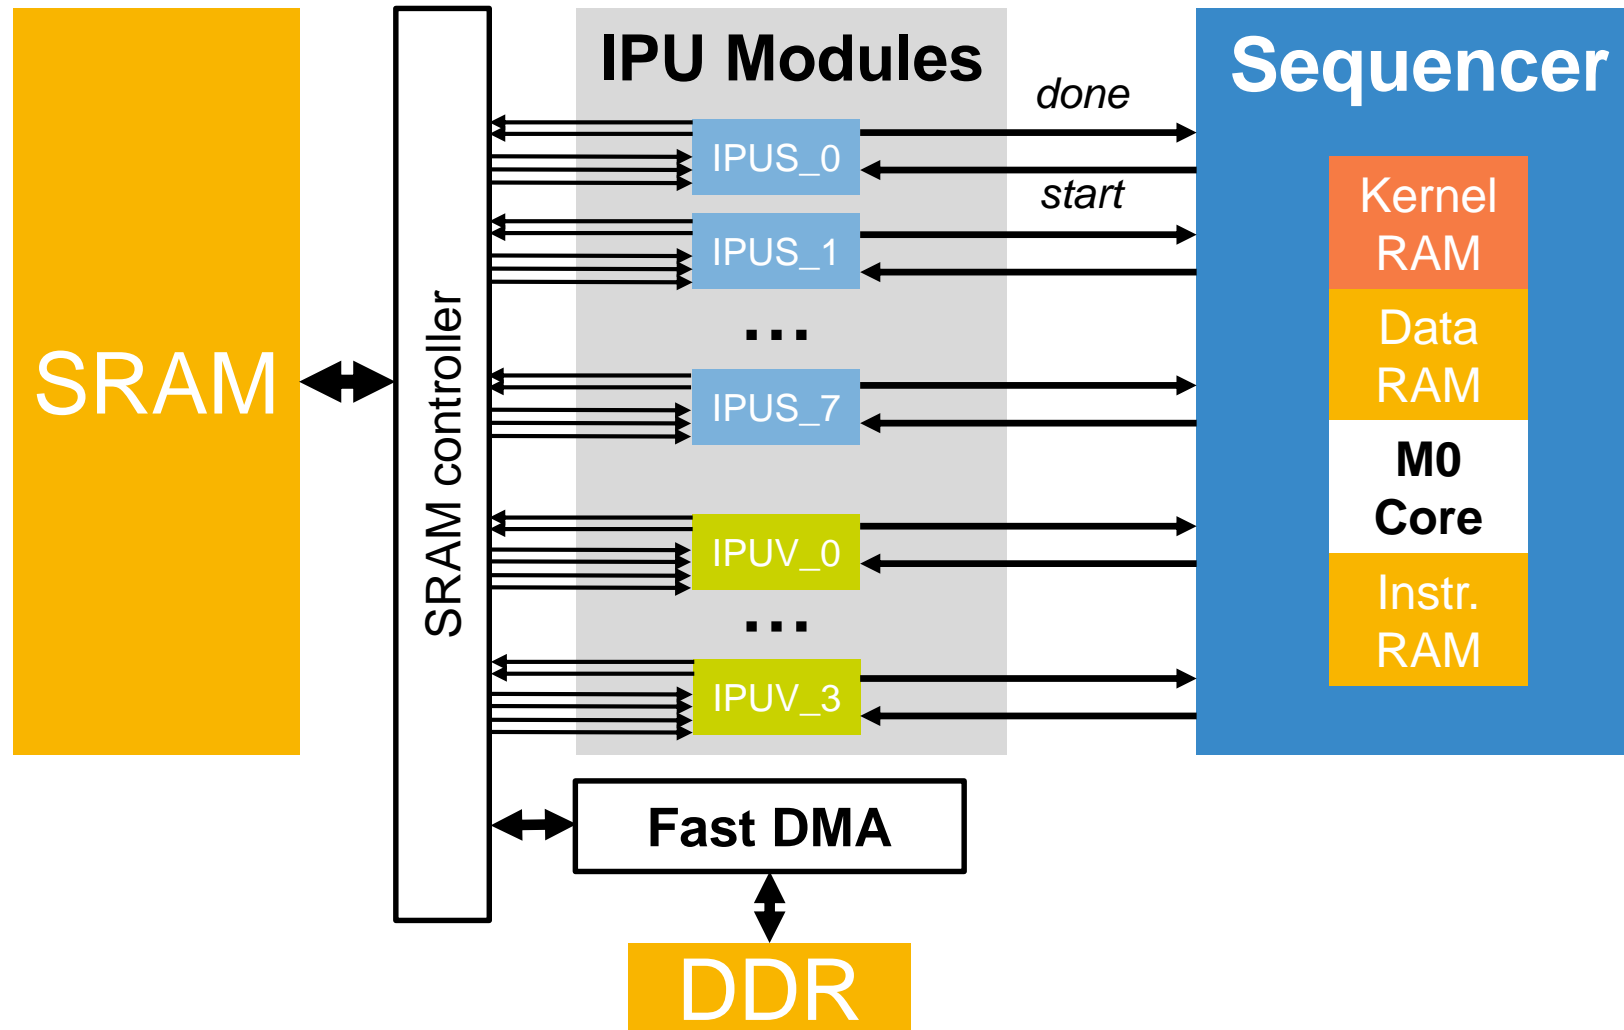 IPU Modules
Sequencer
done
start
IPUS_0
IPUS_1
...
IPUS_7
IPUV_0
...
IPUV_3
SRAM
SRAM controller
Kernel
RAM
Data
RAM
M0
Core
Instr.
RAM
Fast DMA
DDR